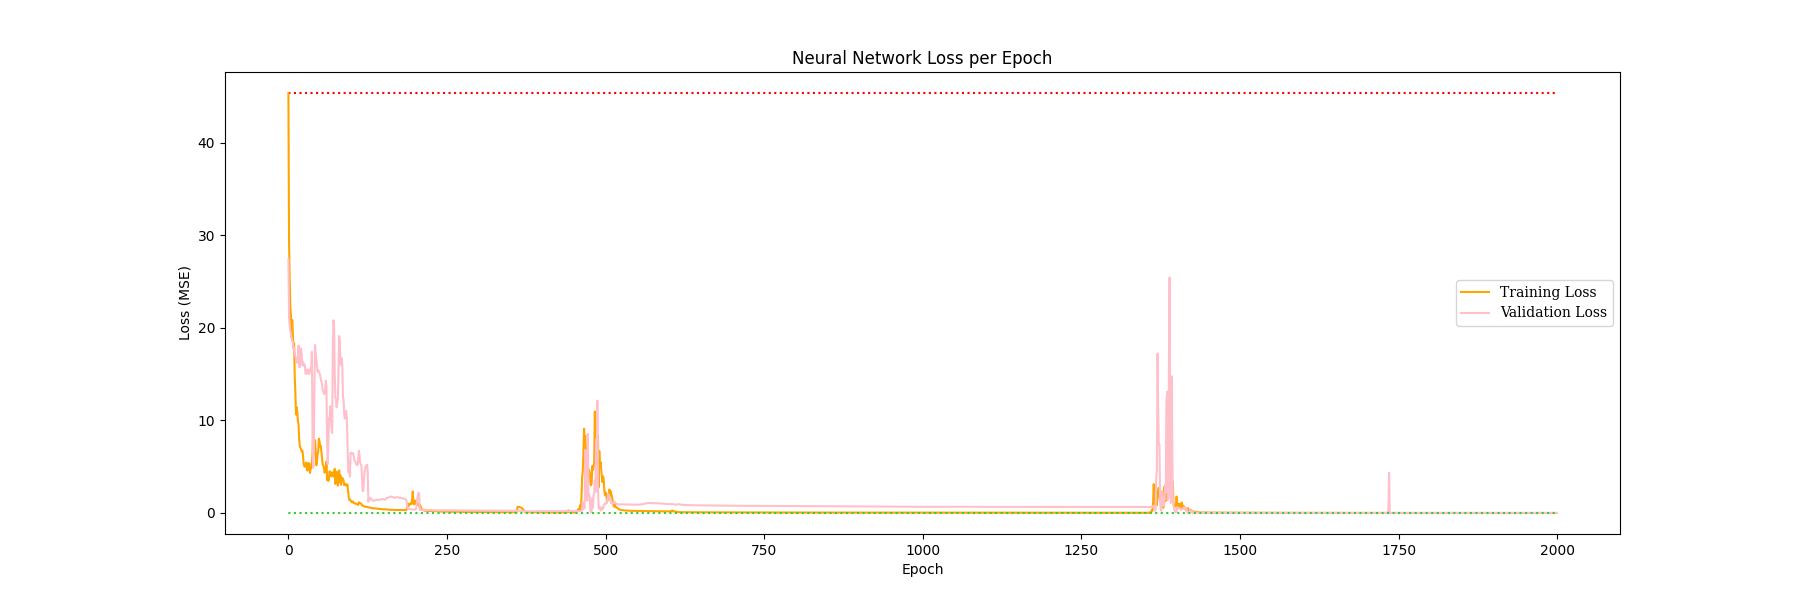 Neural Network Loss per Epoch
Loss (MSE)
40
30
20
10
0
Training Loss
Validation Loss
0 250 500 750 1000 1250 1500 1750 2000
Epoch